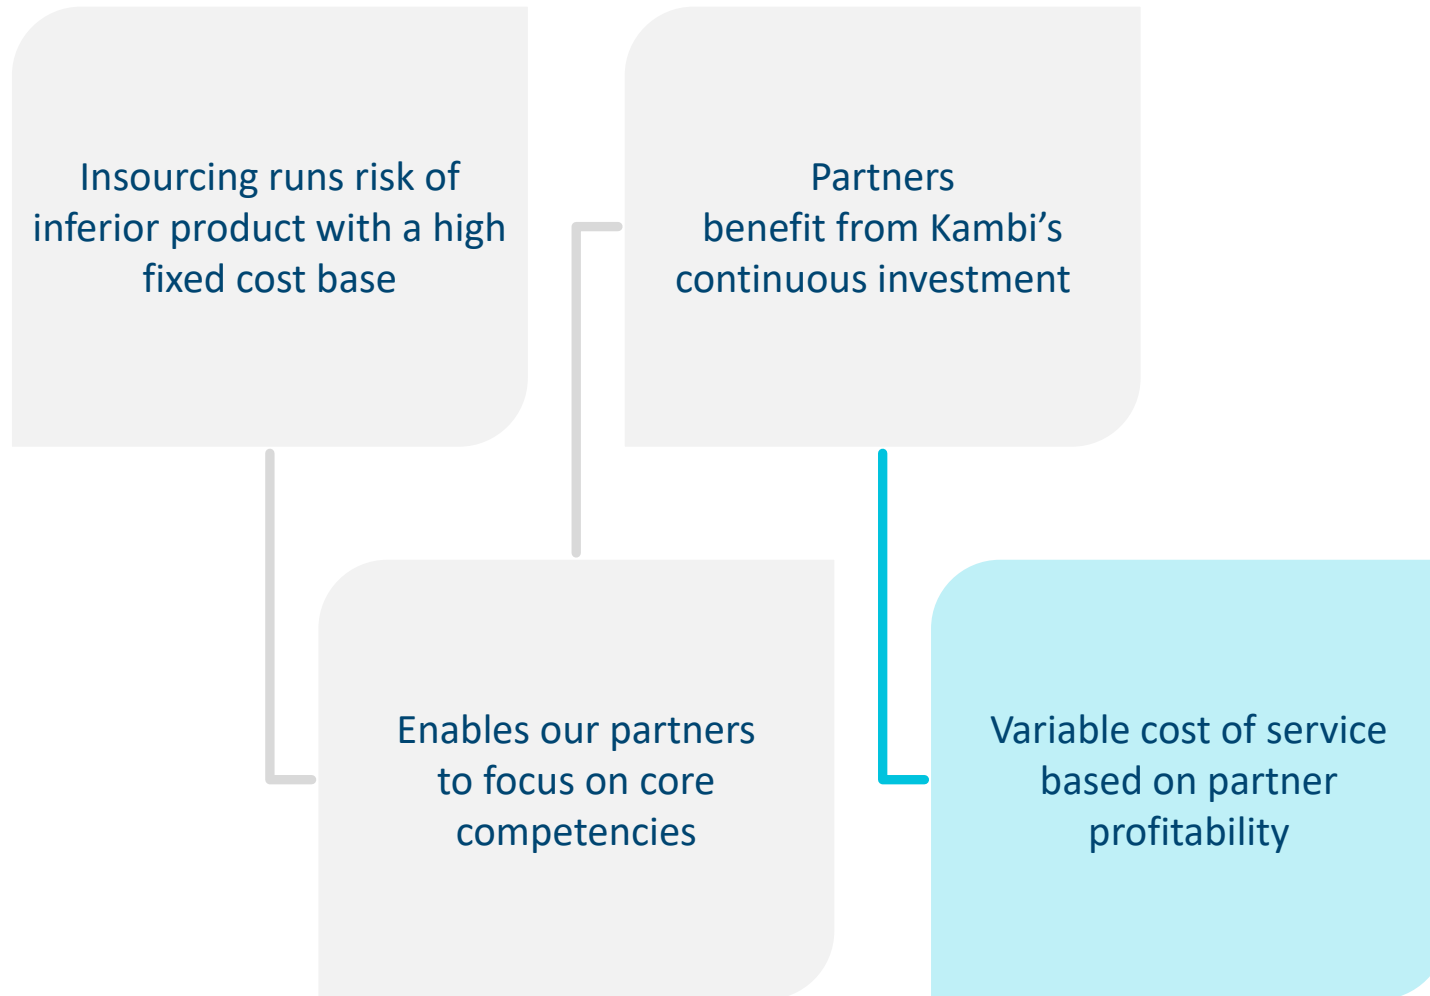 Insourcing runs risk of
inferior product with a high
fixed cost base
Enables our partners
to focus on core
competencies
Partners
benefit from Kambi’s
continuous investment
Variable cost of service
based on partner
profitability